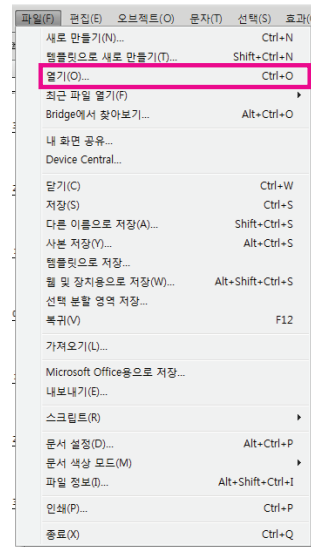 파일(F) 편집(E) 오브젝트(O) 문자(T) 선택(S) 효과(
새로 만들기(N)... Ctrl+N
템플릿으로 새로 만들기(T)... Shift+Ctrl+N
열기(O)... Ctrl+O
최근 파일 열기(F)
Bridge에서 찾아보기... Alt+Ctrl+O
내 화면 공유...
Device Central...
닫기(C) Ctrl+W
저장(S) Ctrl+S
다른 이름으로 저장(A)... Shift+Ctrl+S
사본 저장(Y)... Alt+Ctrl+S
템플릿으로 저장...
웹 및 장치용으로 저장(W)... Alt+Shift+Ctrl+S
선택 분할 영역 저장...
복귀(V) F12
가져오기(L)...
Microsoft Office용으로 저장...
내보내기(E)...
스크립트(R)
문서 설정(D)... Alt+Ctrl+P
문서 색상 모드(M)
파일 정보(I)... Alt+Shift+Ctrl+I
인쇄(P)... Ctrl+P
종료(X) Ctrl+Q